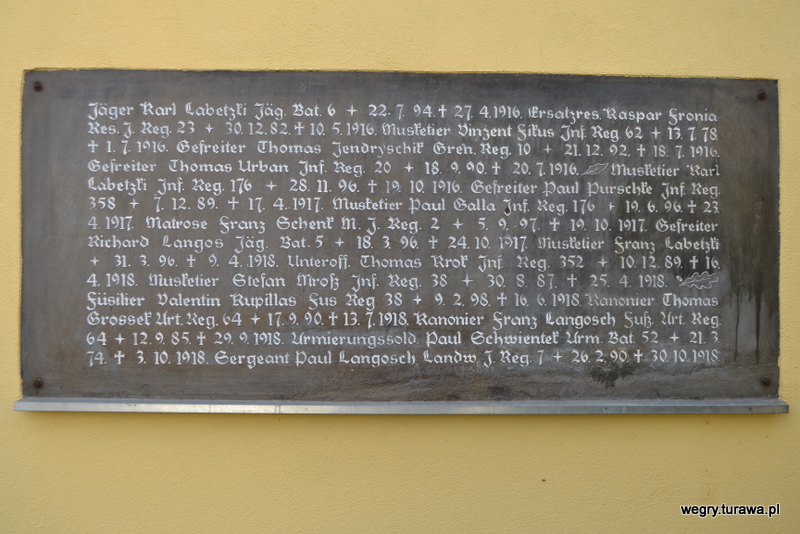 Jäger Karl Labetzki Jäg. Bat. 6 ✦ 22. 7. 94. ✝ 27. 4. 1916. Ersatzres. Kaspar Fronia
Res. J. Reg. 23 ✦ 30. 12. 82. ✝ 10. 5. 1916. Musketier Vinzent Fikus Inf. Reg. 62 ✦ 13. 7. 78.
✝ 1. 7. 1916. Gefreiter Thomas Jendryschik Gren. Reg. 10 ✦ 21. 12. 92. ✝ 18. 7. 1916.
Gefreiter Thomas Urban Inf. Reg. 20 ✦ 18. 9. 90. ✝ 20. 7. 1916. Musketier Karl
Labetzki Inf. Reg. 176 ✦ 28. 11. 96. ✝ 19. 10. 1916. Gefreiter Paul Purschke Inf. Reg.
358 ✦ 7. 12. 89. ✝ 17. 4. 1917. Musketier Paul Galla Inf. Reg. 176 ✦ 19. 6. 96. ✝ 23.
4. 1917. Matrose Franz Schenk M. J. Reg. 2 ✦ 5. 9. 97. ✝ 19. 10. 1917. Gefreiter
Richard Langos Jäg. Bat. 5 ✦ 18. 3. 96. ✝ 24. 10. 1917. Musketier Franz Labetzki
✦ 31. 3. 96. ✝ 9. 4. 1918. Unteroff. Thomas Krok Inf. Reg. 352 ✦ 10. 12. 89. ✝ 16.
4. 1918. Musketier Stefan Mroß Inf. Reg. 38 ✦ 30. 8. 87. ✝ 25. 4. 1918.
Füsilier Valentin Kupillas Fus Reg 38 ✦ 9. 2. 98. ✝ 16. 6. 1918. Kanonier Thomas
Grossek Art. Reg. 64 ✦ 17. 9. 90. ✝ 13. 7. 1918. Kanonier Franz Langosch Fuß. Art. Reg.
64 ✦ 12. 9. 85. ✝ 29. 9. 1918. Armierungssold. Paul Schwientek Arm. Bat. 52 ✦ 21. 3
74. ✝ 3. 10. 1918. Sergeant Paul Langosch Landw. J. Reg. 7 ✦ 26. 2. 90. ✝ 30. 10. 1918.
wegry.turawa.pl